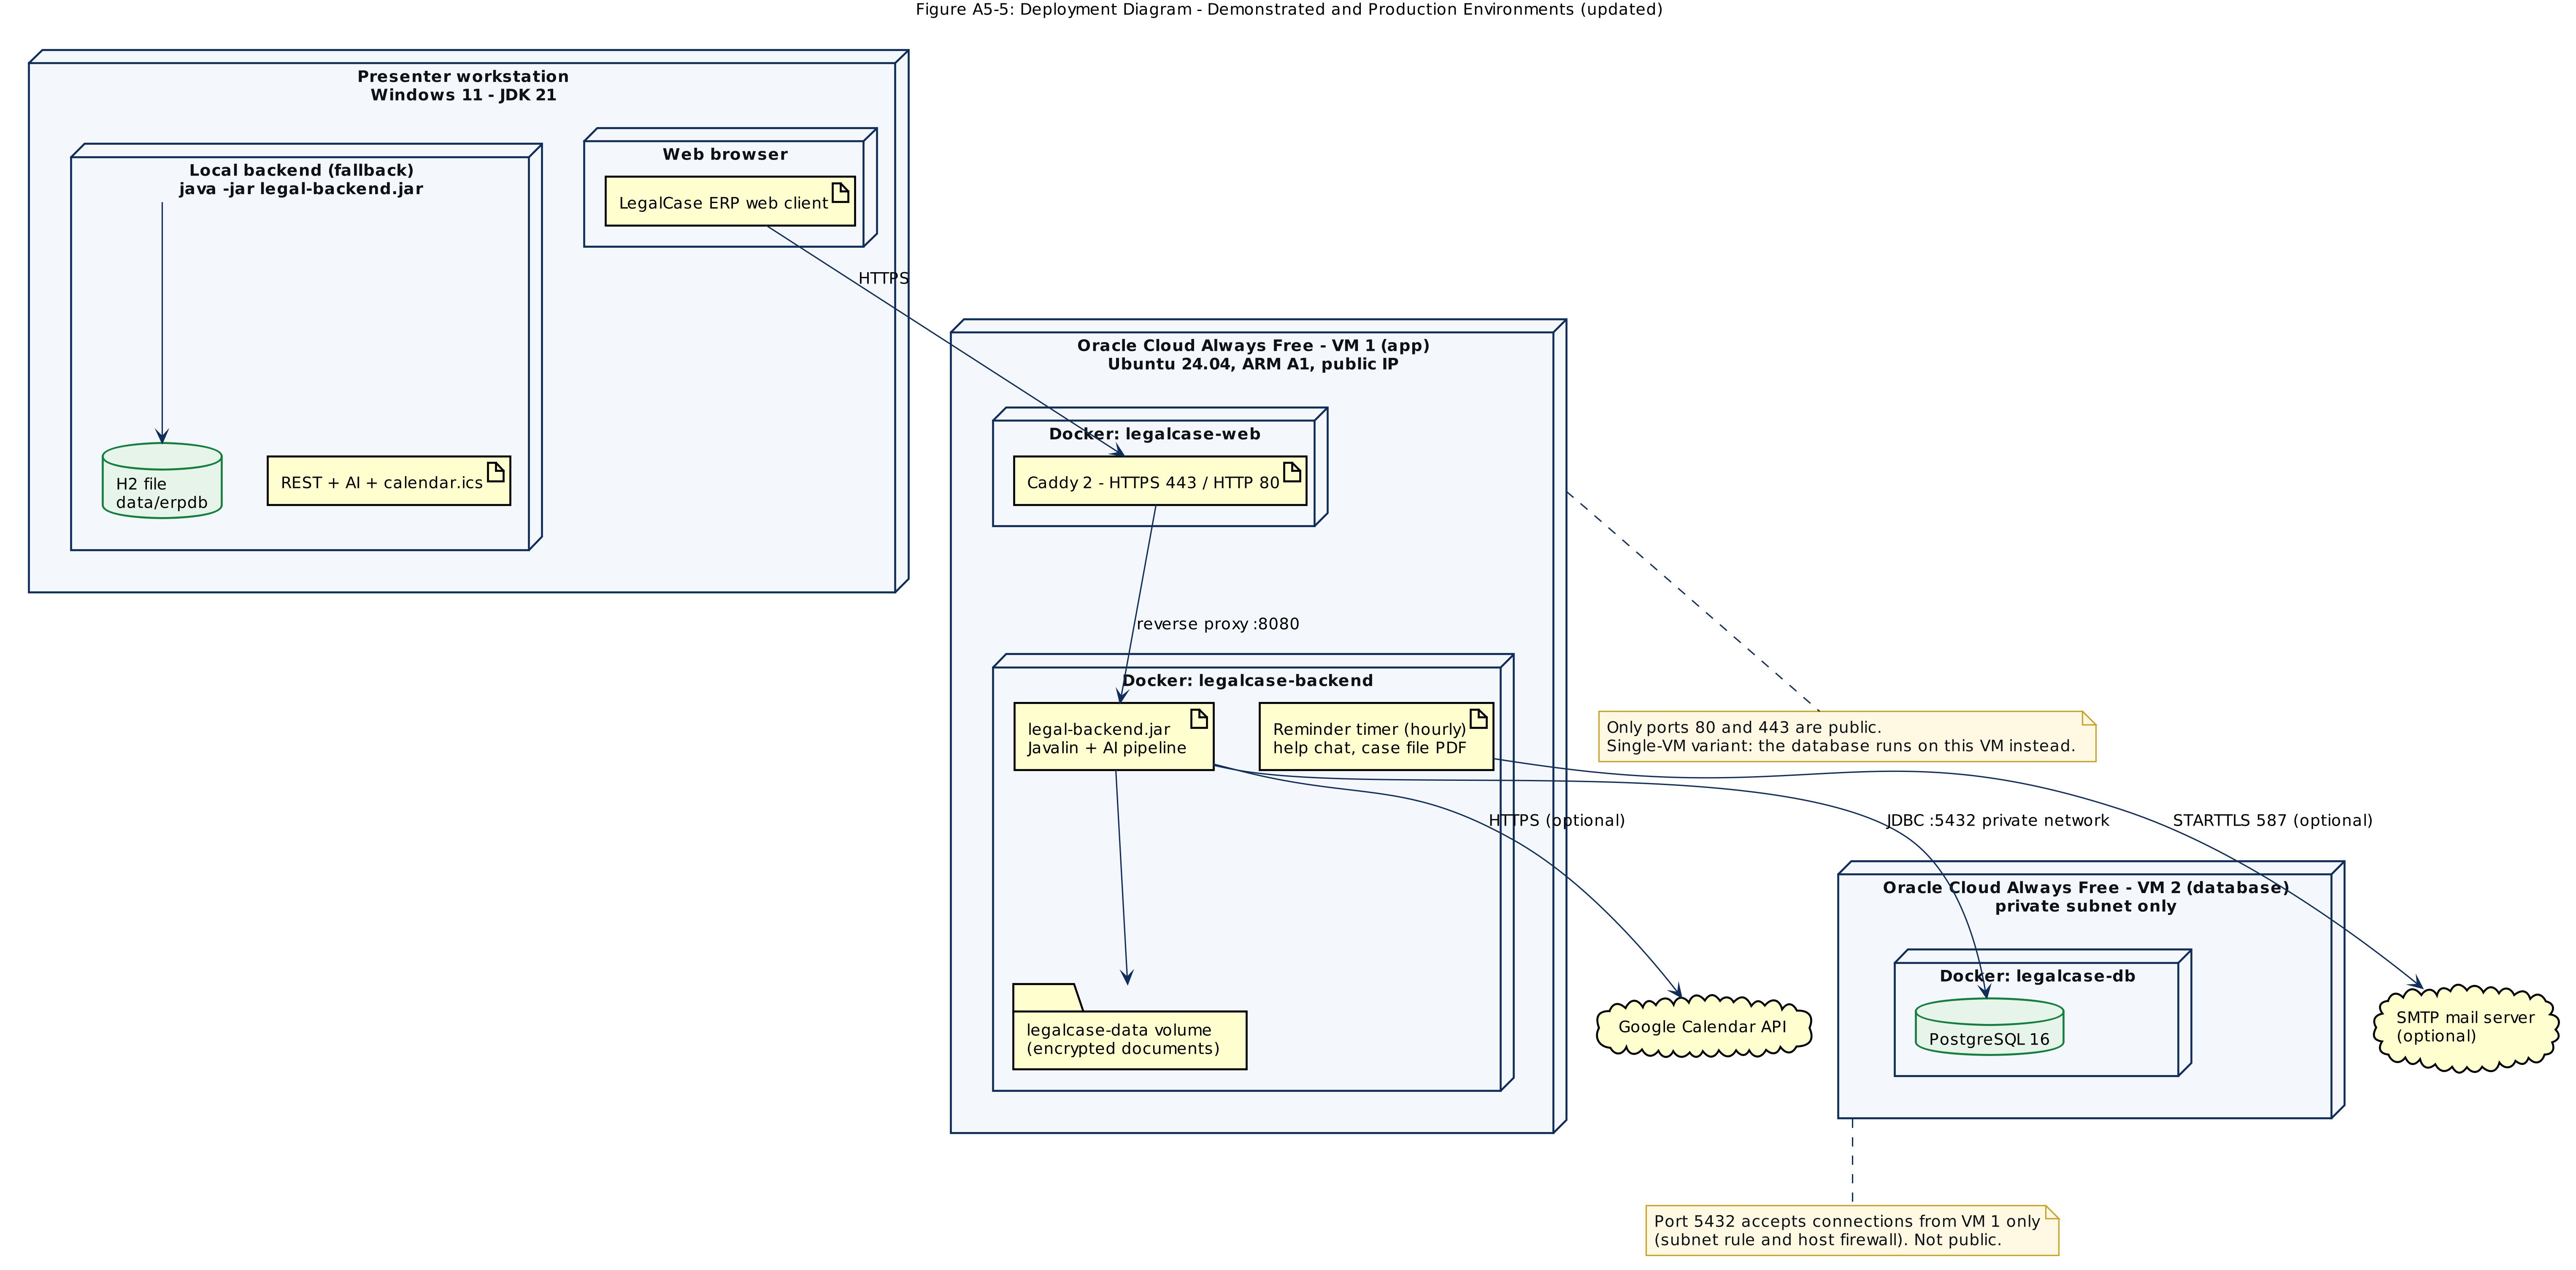 Figure A5-5: Deployment Diagram - Demonstrated and Production Environments (updated)
Presenter workstation
Windows 11 - JDK 21
Local backend (fallback)
java -jar legal-backend.jar
H2 file
data/erpdb
REST + AI + calendar.ics
Web browser
LegalCase ERP web client
HTTPS
Oracle Cloud Always Free - VM 1 (app)
Ubuntu 24.04, ARM A1, public IP
Docker: legalcase-web
Caddy 2 - HTTPS 443 / HTTP 80
reverse proxy :8080
Docker: legalcase-backend
legal-backend.jar
Javalin + AI pipeline
Reminder timer (hourly)
help chat, case file PDF
legalcase-data volume
(encrypted documents)
Only ports 80 and 443 are public.
Single-VM variant: the database runs on this VM instead.
HTTPS (optional)
JDBC :5432 private network
STARTTLS 587 (optional)
Google Calendar API
Oracle Cloud Always Free - VM 2 (database)
private subnet only
Docker: legalcase-db
PostgreSQL 16
SMTP mail server
(optional)
Port 5432 accepts connections from VM 1 only
(subnet rule and host firewall). Not public.